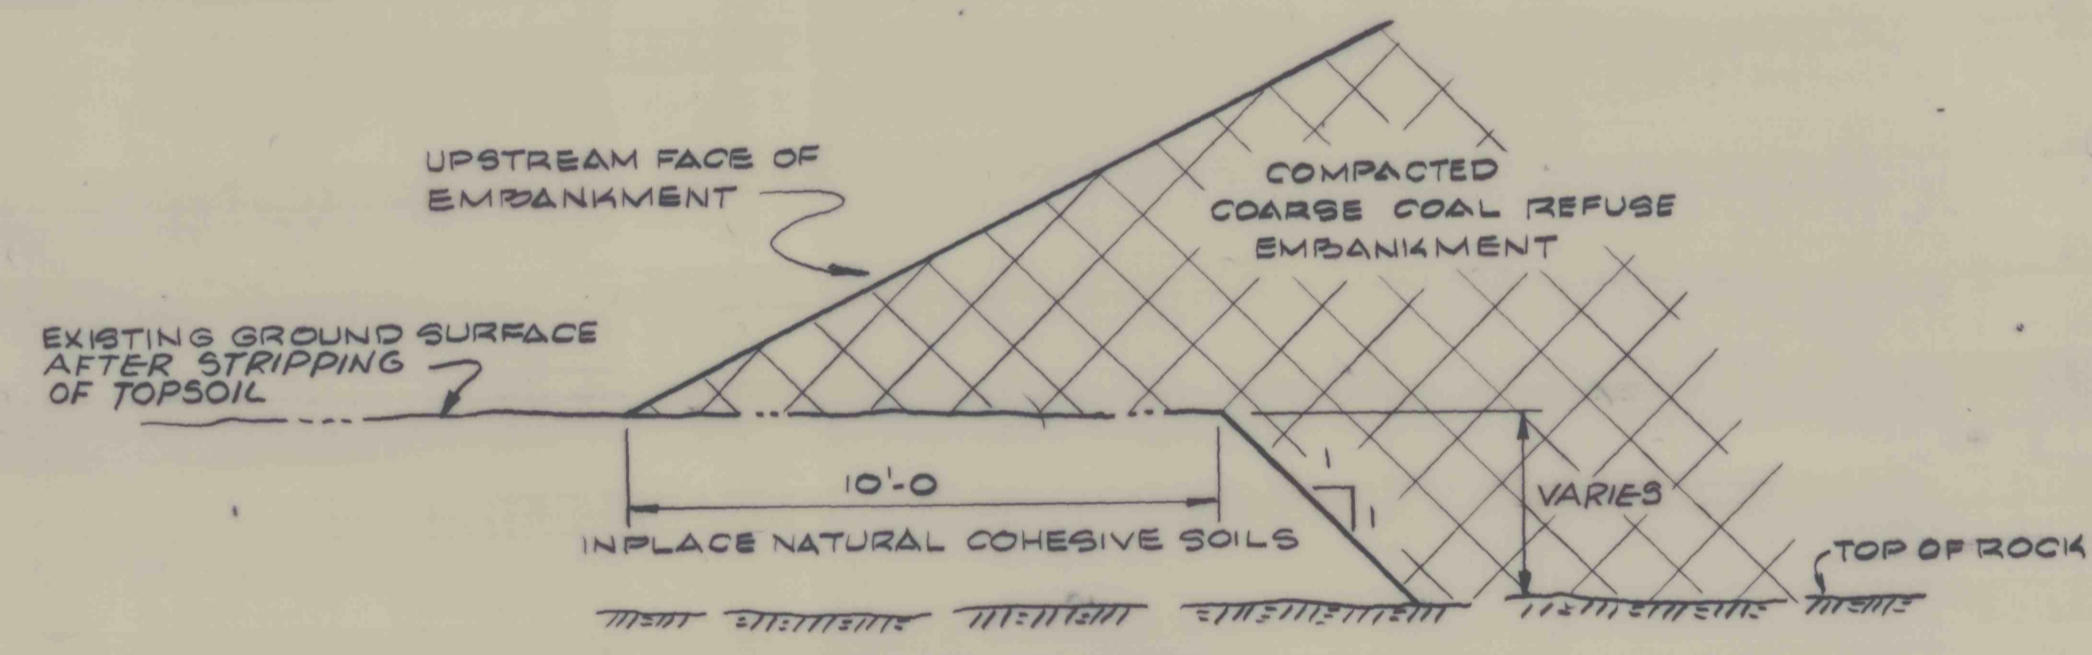 UPSTREAM FACE OF
EMBANKMENT
COMPACTED
COARSE COAL REFUSE
EMBANKMENT
EXISTING GROUND SURFACE
AFTER STRIPPING
OF TOPSOIL
10'-0
1
1
VARIES
INPLACE NATURAL COHESIVE SOILS
TOP OF ROCK